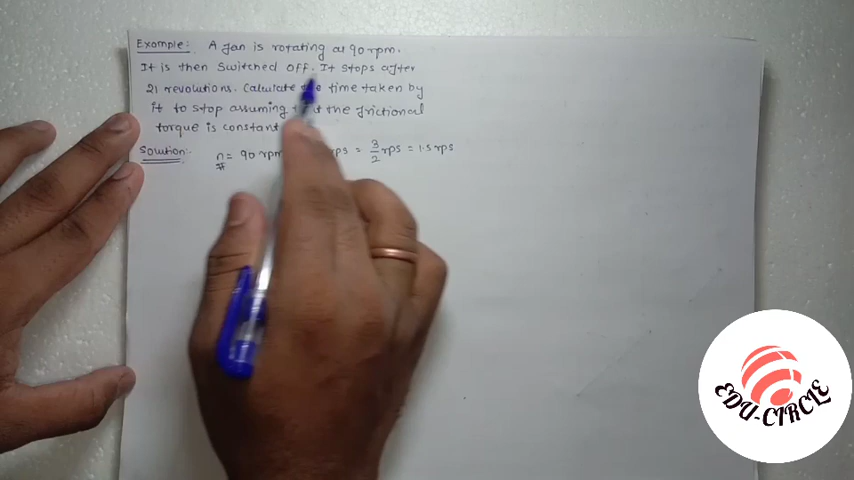 Example:- A fan is rotating at 90 rpm.
It is then Switched OFF. It stops after
21 revolutions. Calculate time taken by
it to stop assuming the frictional
torque is constant
Solution:-
n = 90 rpm rps = 3/2 rps = 1.5 rps
EDU-CIRCLE